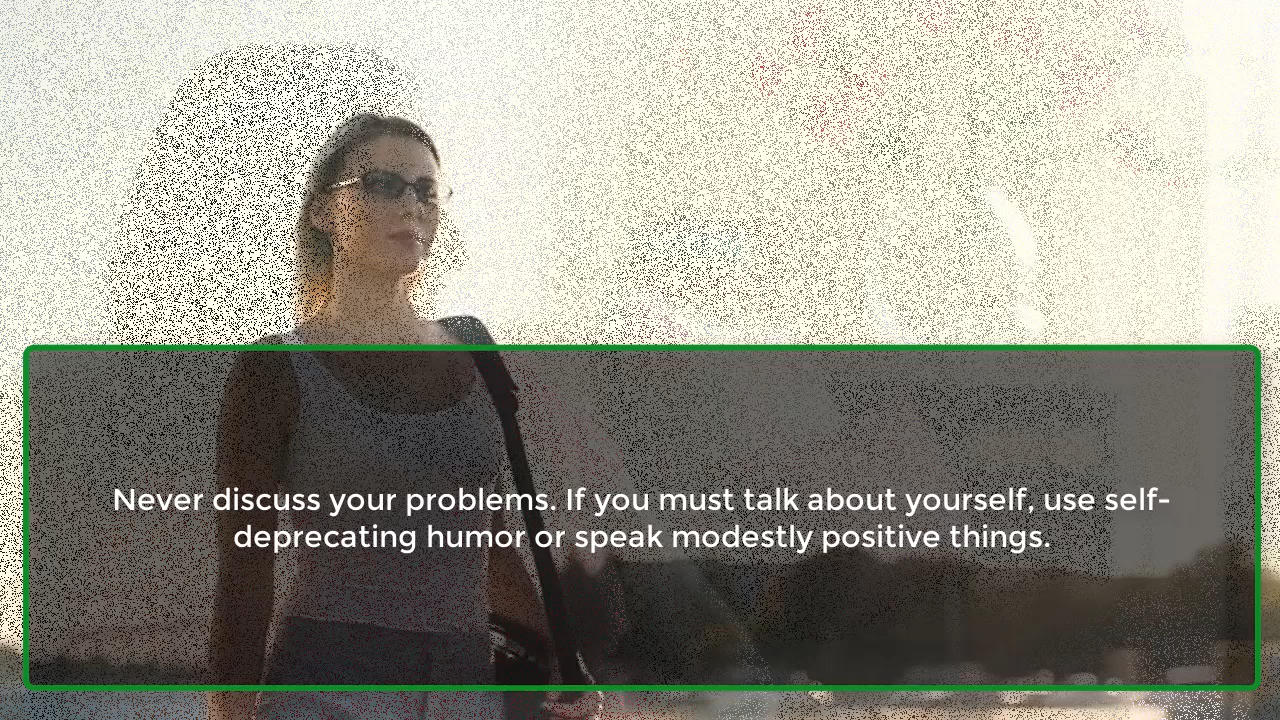 Never discuss your problems. If you must talk about yourself, use self-
deprecating humor or speak modestly positive things.